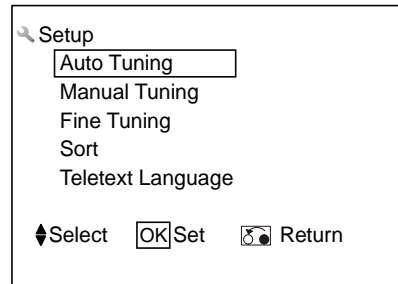 Setup
Auto Tuning
Manual Tuning
Fine Tuning
Sort
Teletext Language
Select OK Set Return